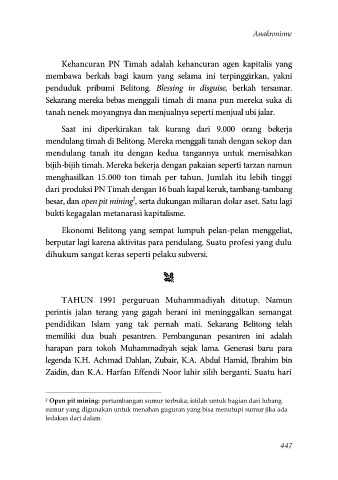 Anakronisme
Kehancuran PN Timah adalah kehancuran agen kapitalis yang
membawa berkah bagi kaum yang selama ini terpinggirkan, yakni
penduduk pribumi Belitong. Blessing in disguise, berkah tersamar.
Sekarang mereka bebas menggali timah di mana pun mereka suka di
tanah nenek moyangnya dan menjualnya seperti menjual ubi jalar.
Saat ini diperkirakan tak kurang dari 9.000 orang bekerja
mendulang timah di Belitong. Mereka menggali tanah dengan sekop dan
mendulang tanah itu dengan kedua tangannya untuk memisahkan
bijih-bijih timah. Mereka bekerja dengan pakaian seperti tarzan namun
menghasilkan 15.000 ton timah per tahun. Jumlah itu lebih tinggi
dari produksi PN Timah dengan 16 buah kapal keruk, tambang-tambang
besar, dan open pit mining², serta dukungan miliaran dolar aset. Satu lagi
bukti kegagalan metanarasi kapitalisme.
Ekonomi Belitong yang sempat lumpuh pelan-pelan menggeliat,
berputar lagi karena aktivitas para pendulang. Suatu profesi yang dulu
dihukum sangat keras seperti pelaku subversi.
TAHUN 1991 perguruan Muhammadiyah ditutup. Namun
perintis jalan terang yang gagah berani ini meninggalkan semangat
pendidikan Islam yang tak pernah mati. Sekarang Belitong telah
memiliki dua buah pesantren. Pembangunan pesantren ini adalah
harapan para tokoh Muhammadiyah sejak lama. Generasi baru para
legenda K.H. Achmad Dahlan, Zubair, K.A. Abdul Hamid, Ibrahim bin
Zaidin, dan K.A. Harfan Effendi Noor lahir silih berganti. Suatu hari
² Open pit mining: pertambangan sumur terbuka; istilah untuk bagian dari lubang
sumur yang digunakan untuk menahan guguran yang bisa menutupi sumur jika ada
ledakan dari dalam.
447